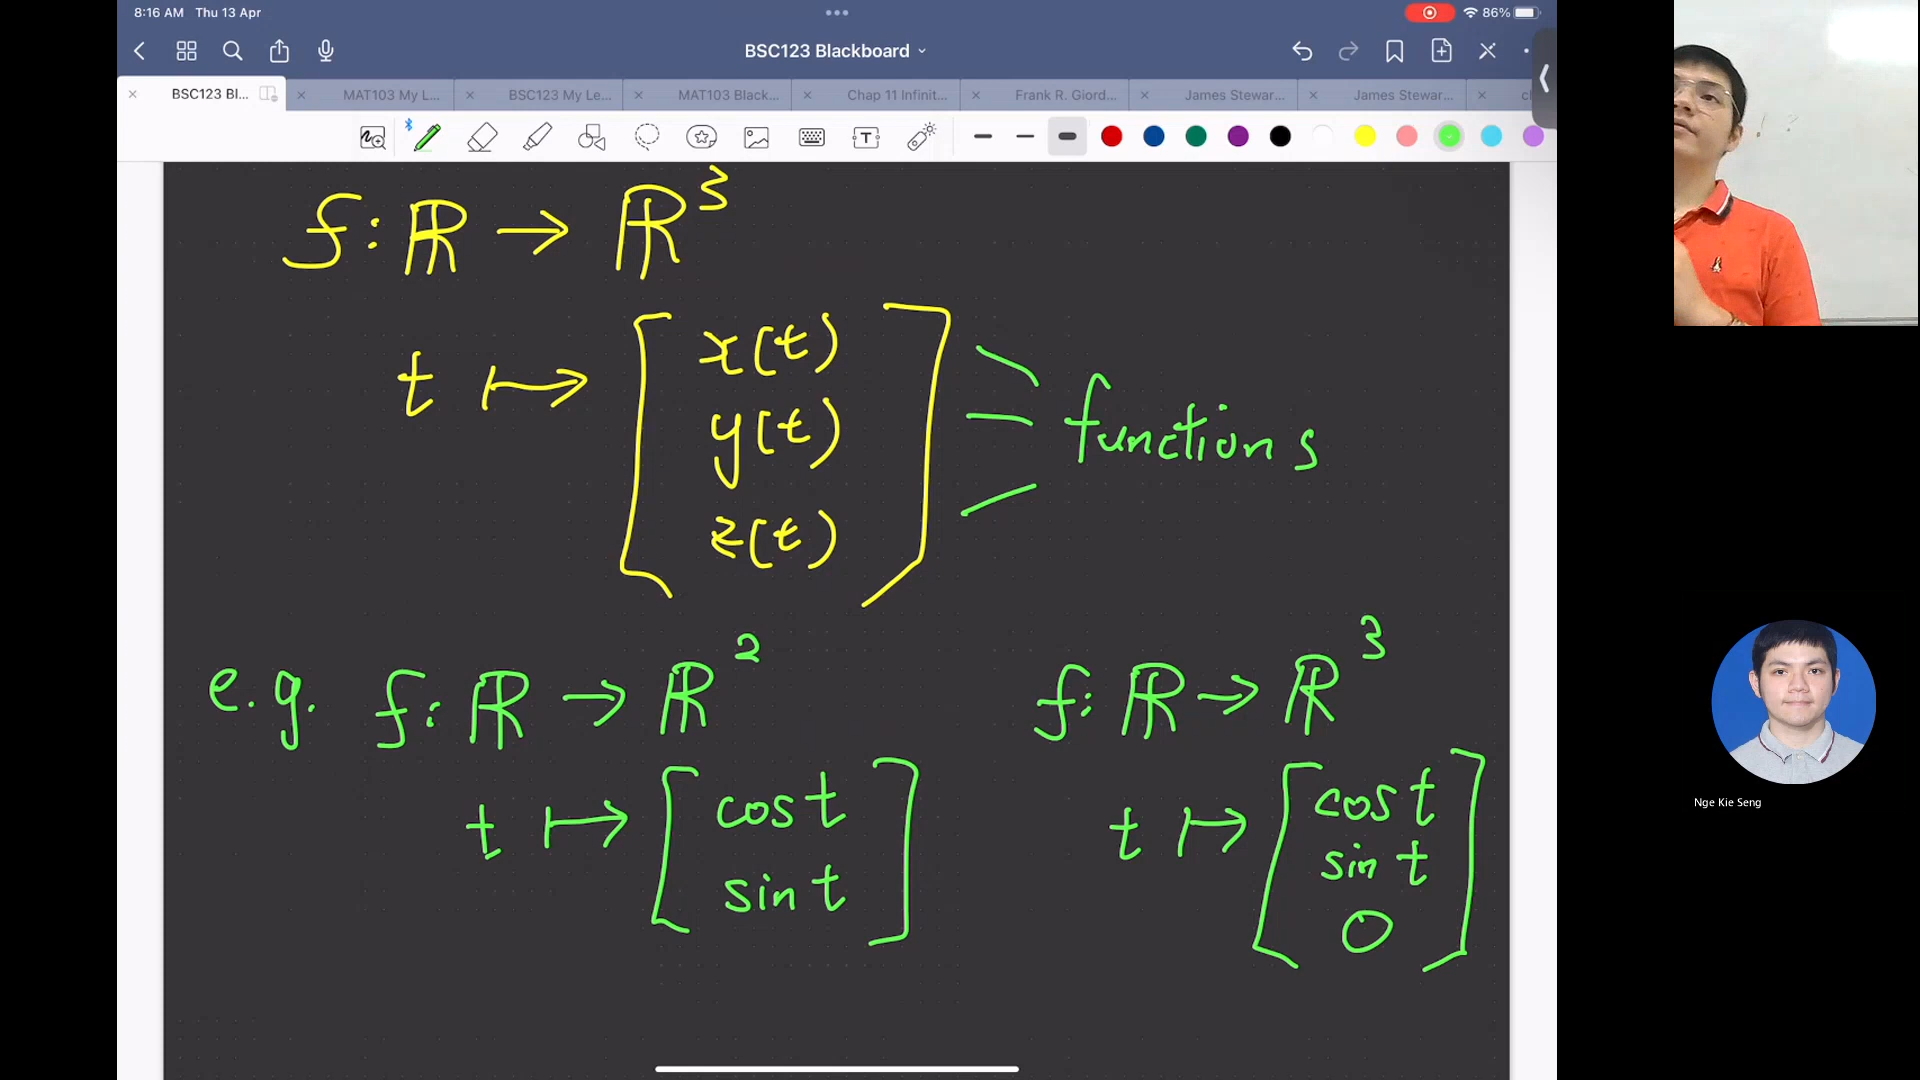 8:16 AM Thu 13 Apr
86%
BSC123 Blackboard
BSC123 Bl...
MAT103 My L...
BSC123 My Le...
MAT103 Black...
Chap 11 Infinit...
Frank R. Giord...
James Stewar...
James Stewar...
T
f: ℝ → ℝ³
t ↦ [ x(t)
y(t)
z(t) ]
functions
e.g. f: ℝ → ℝ²
t ↦ [ cos t
sin t ]
f: ℝ → ℝ³
t ↦ [ cos t
sin t
0 ]
Nge Kie Seng